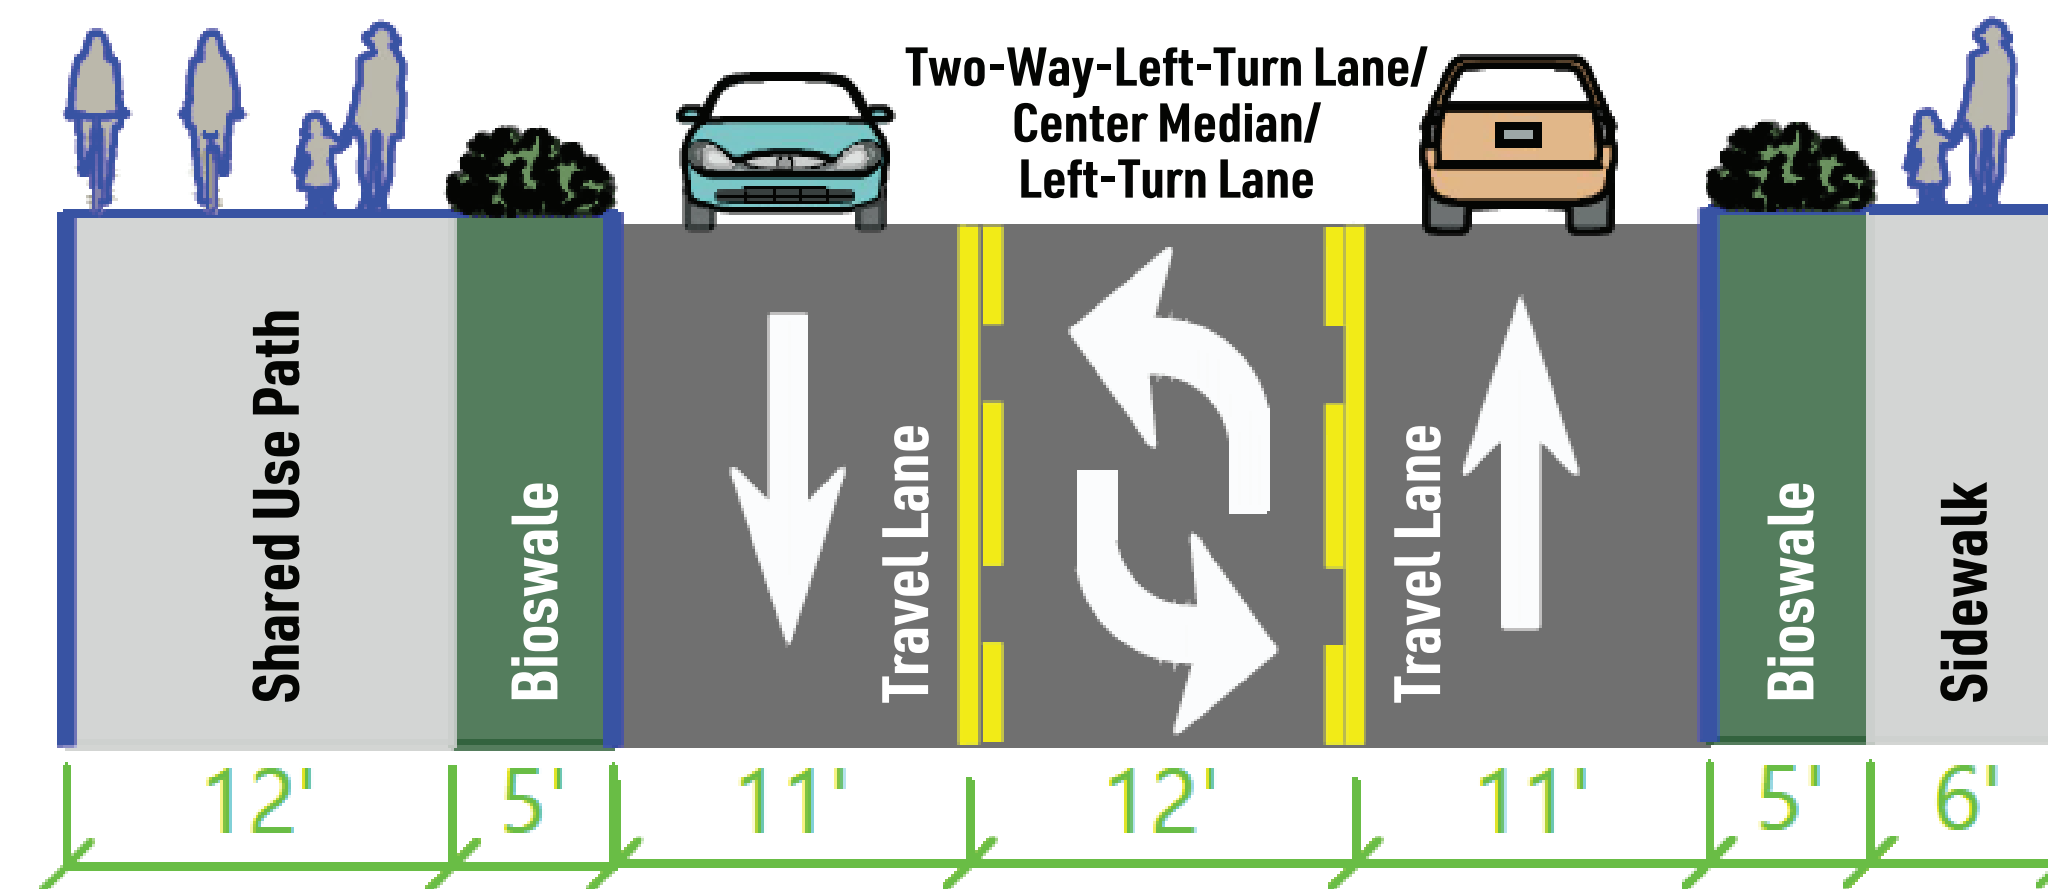 Two-Way-Left-Turn Lane/
Center Median/
Left-Turn Lane
Shared Use Path
Bioswale
Travel Lane
Travel Lane
Bioswale
Sidewalk
12'
5'
11'
12'
11'
5'
6'